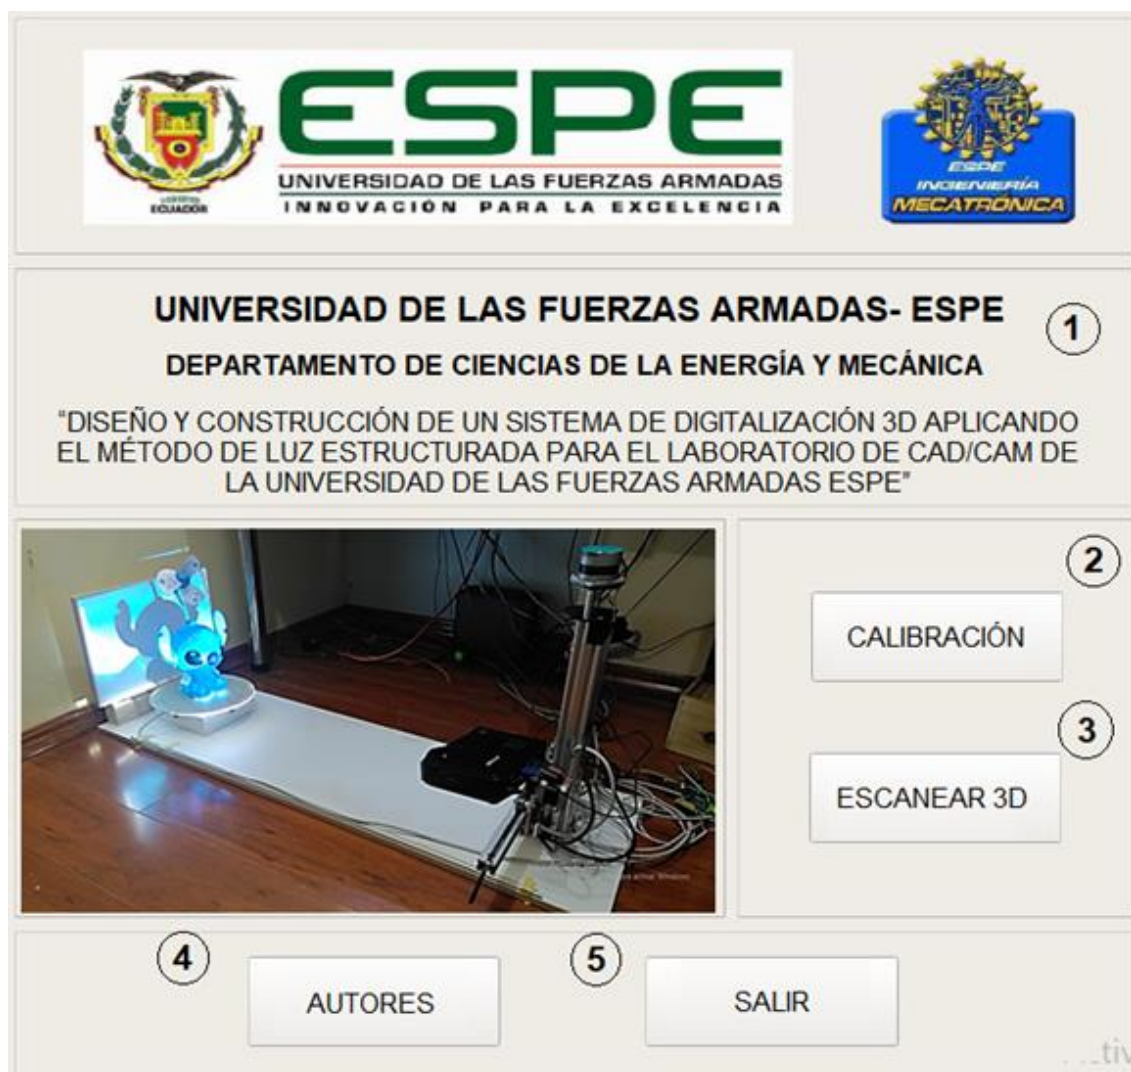 ESPE
UNIVERSIDAD DE LAS FUERZAS ARMADAS
INNOVACIÓN PARA LA EXCELENCIA
ECUADOR
ESPE
INGENIERÍA
MECATRÓNICA
UNIVERSIDAD DE LAS FUERZAS ARMADAS- ESPE
1
DEPARTAMENTO DE CIENCIAS DE LA ENERGÍA Y MECÁNICA
"DISEÑO Y CONSTRUCCIÓN DE UN SISTEMA DE DIGITALIZACIÓN 3D APLICANDO
EL MÉTODO DE LUZ ESTRUCTURADA PARA EL LABORATORIO DE CAD/CAM DE
LA UNIVERSIDAD DE LAS FUERZAS ARMADAS ESPE"
2
CALIBRACIÓN
3
ESCANEAR 3D
4
AUTORES
5
SALIR